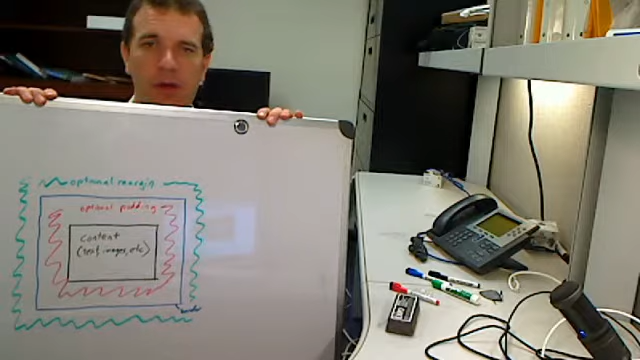 optional margin
optional padding
content
(text, images, etc)